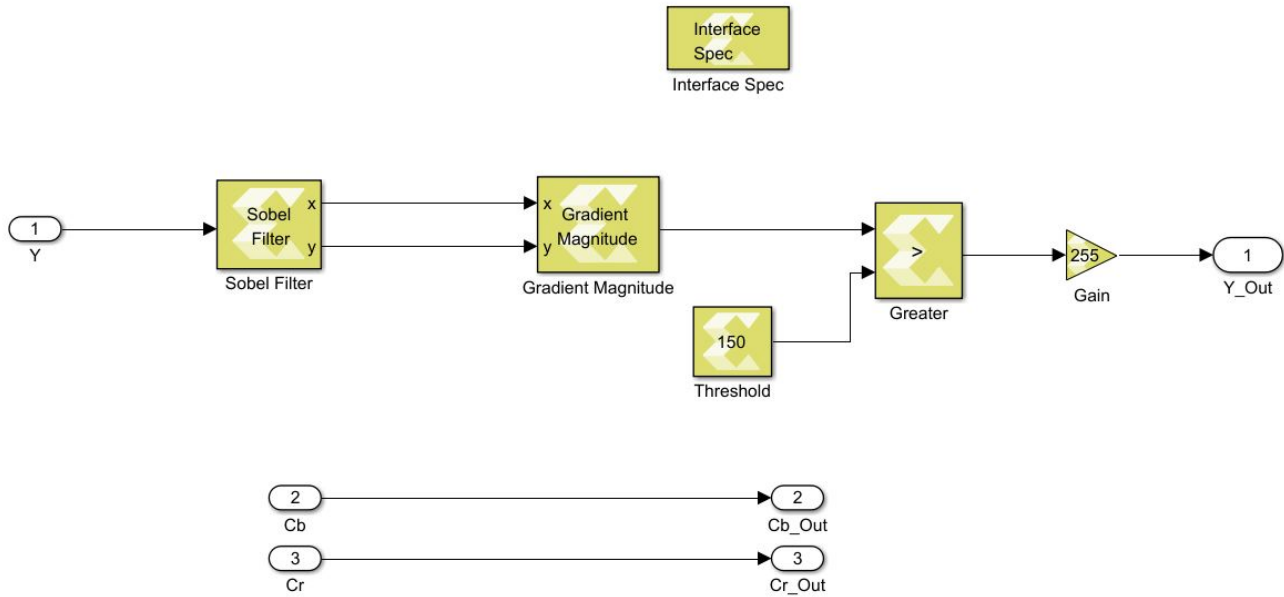 Interface
Spec
Interface Spec
1
Y
Sobel
Filter
x
y
Sobel Filter
x
y
Gradient
Magnitude
Gradient Magnitude
150
Threshold
>
Greater
255
Gain
1
Y_Out
2
Cb
2
Cb_Out
3
Cr
3
Cr_Out